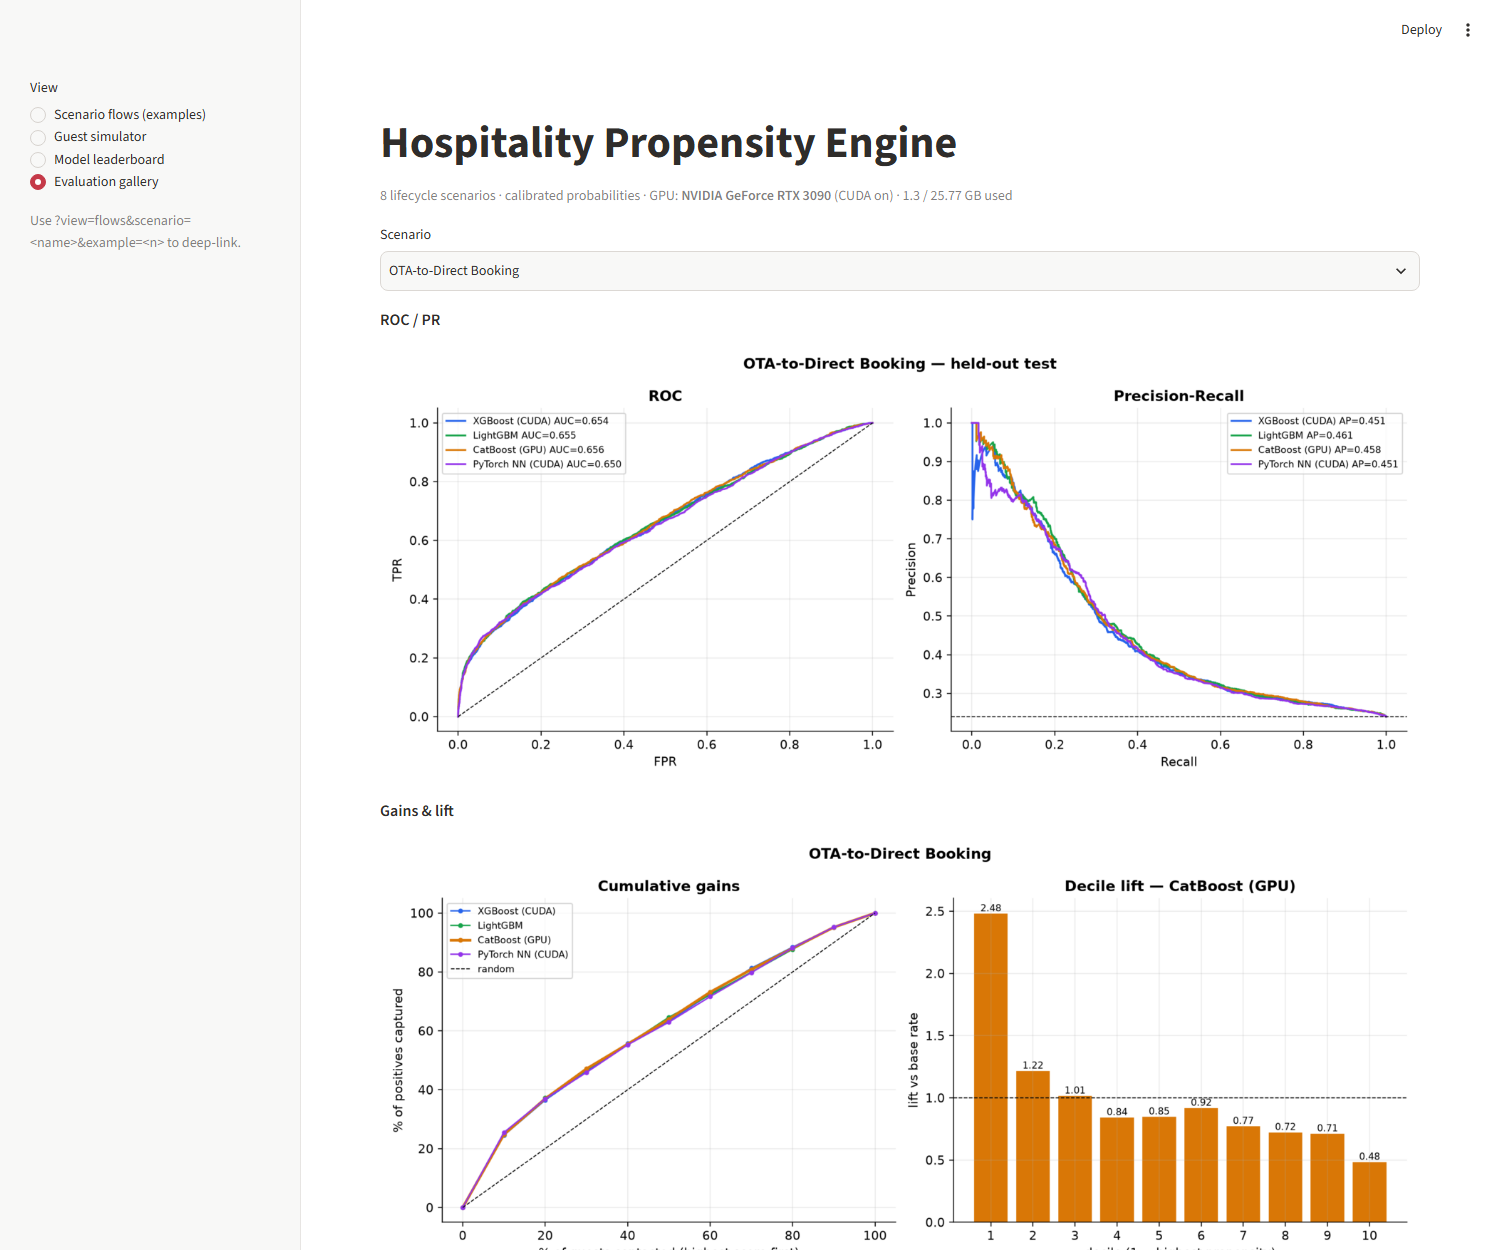 Deploy
View
Scenario flows (examples)
Guest simulator
Model leaderboard
Evaluation gallery
Use ?view=flows&scenario=
<name>&example=<n> to deep-link.
Hospitality Propensity Engine
8 lifecycle scenarios · calibrated probabilities · GPU: NVIDIA GeForce RTX 3090 (CUDA on) · 1.3 / 25.77 GB used
Scenario
OTA-to-Direct Booking
ROC / PR
OTA-to-Direct Booking — held-out test
ROC
XGBoost (CUDA) AUC=0.654
LightGBM AUC=0.655
CatBoost (GPU) AUC=0.656
PyTorch NN (CUDA) AUC=0.650
1.0
0.8
0.6
0.4
0.2
0.0
TPR
0.0 0.2 0.4 0.6 0.8 1.0
FPR
Precision-Recall
XGBoost (CUDA) AP=0.451
LightGBM AP=0.461
CatBoost (GPU) AP=0.458
PyTorch NN (CUDA) AP=0.451
1.0
0.9
0.8
0.7
0.6
0.5
0.4
0.3
Precision
0.0 0.2 0.4 0.6 0.8 1.0
Recall
Gains & lift
OTA-to-Direct Booking
Cumulative gains
XGBoost (CUDA)
LightGBM
CatBoost (GPU)
PyTorch NN (CUDA)
random
100
80
60
40
20
0
% of positives captured
0 20 40 60 80 100
Decile lift — CatBoost (GPU)
2.5
2.0
1.5
1.0
0.5
0.0
lift vs base rate
2.48
1.22
1.01
0.84
0.85
0.92
0.77
0.72
0.71
0.48
1 2 3 4 5 6 7 8 9 10